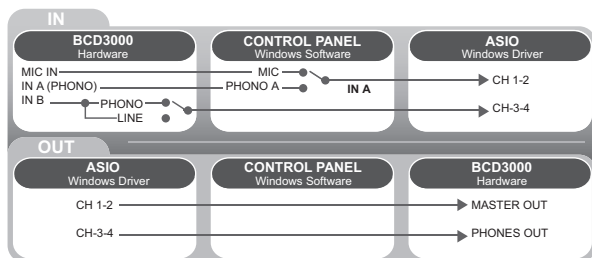 IN
BCD3000
Hardware
CONTROL PANEL
Windows Software
ASIO
Windows Driver
MIC IN
MIC
CH 1-2
IN A (PHONO)
PHONO A
IN A
IN B
PHONO
CH-3-4
LINE
OUT
ASIO
Windows Driver
CONTROL PANEL
Windows Software
BCD3000
Hardware
CH 1-2
MASTER OUT
CH-3-4
PHONES OUT